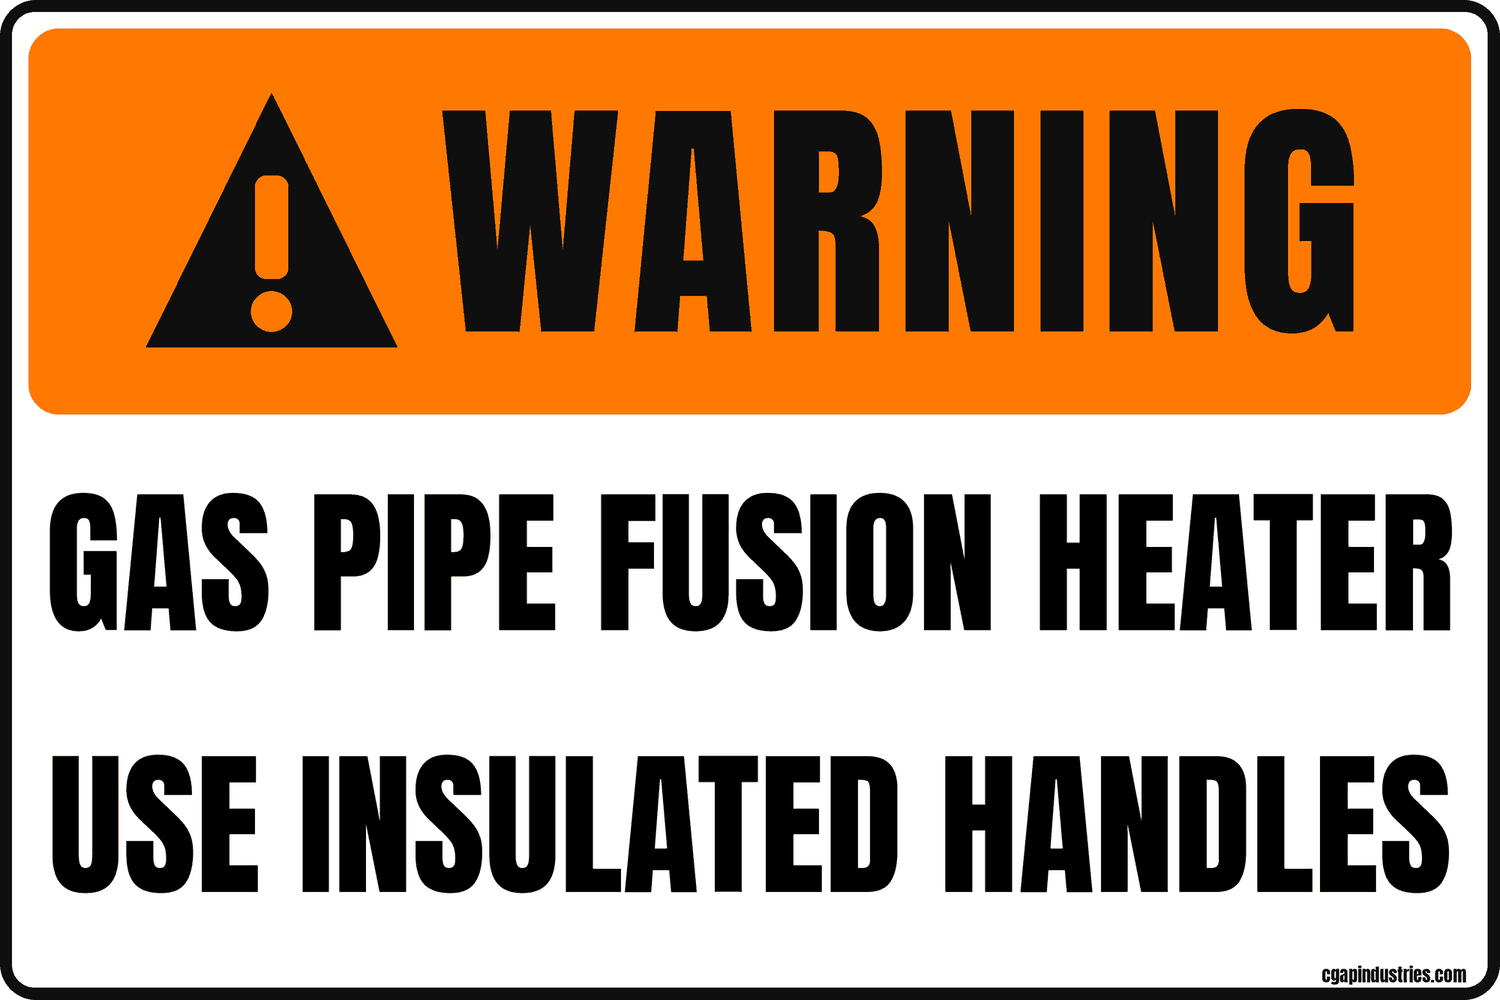 WARNING
GAS PIPE FUSION HEATER
USE INSULATED HANDLES
cgapindustries.com